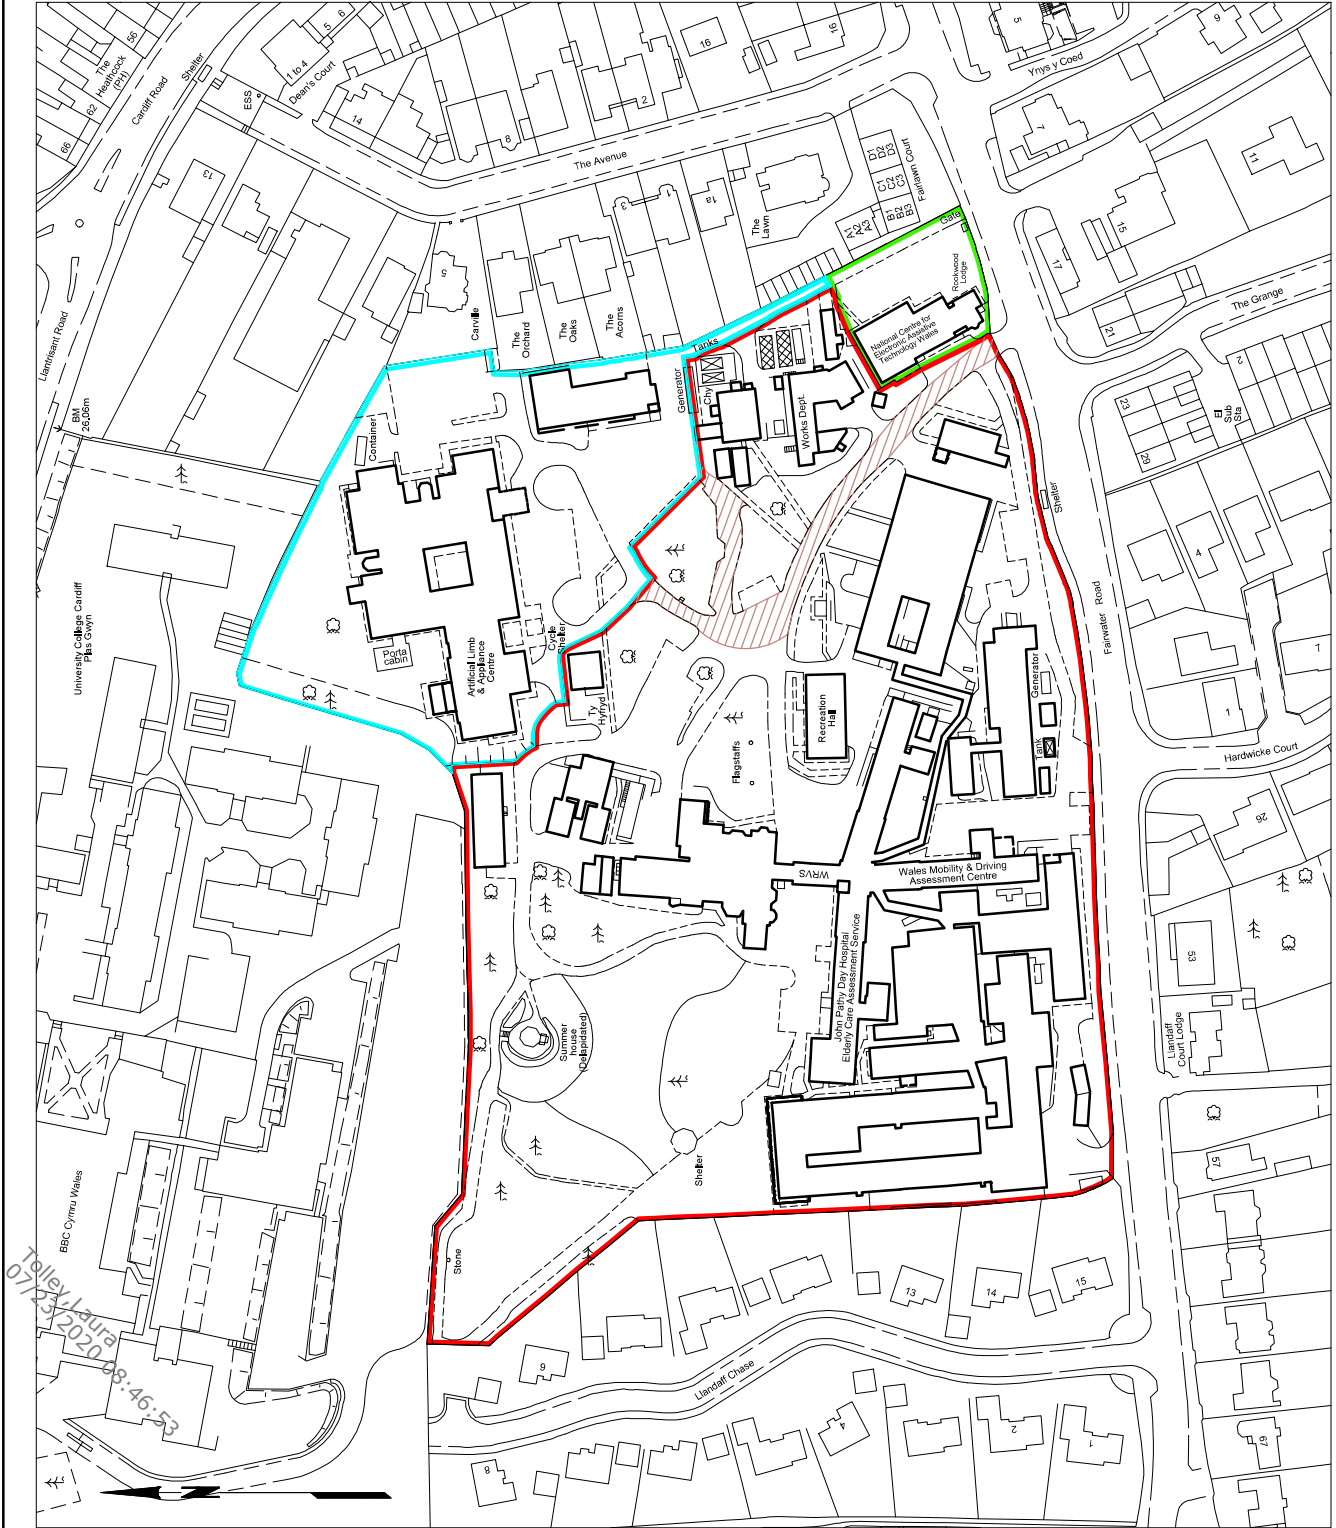 56
The
Heathcock
(PH)
62
66
Cardiff Road
Shelter
5
6
1 to 4
Dean's Court
ESS
14
8
2
16
16
5
9
Ynys y Coed
7
11
The Avenue
13
Llantrisant Road
BM
26.06m
5
Carville
The
Orchard
The
Oaks
The
Acorns
3
1
1a
The
Lawn
A1
A2
A3
B1
B2
B3
C1
C2
C3
D1
D2
D3
Fairlawn Court
Gate
Rookwood
Lodge
National Centre for
Electronic Assistive
Technology Wales
15
17
21
The Grange
2
El
Sub
Sta
23
29
Tanks
Generator
Chy
Works Dept.
Container
University College Cardiff
Plas Gwyn
Porta
cabin
Artificial Limb
& Appliance
Centre
Cycle
Shelter
Ty
Hyfryd
Shelter
4
7
1
Fairwater Road
Generator
Tank
Recreation
Hall
Flagstaffs
Hardwicke Court
26
WRVS
Wales Mobility & Driving
Assessment Centre
John Pathy Day Hospital
Elderly Care Assessment Service
Summer
house
(Delapidated)
53
Llandaff
Court Lodge
57
Shelter
BBC Cymru Wales
Stone
13
14
15
9
Llandaff Chase
8
4
2
1
67
Tolley, Laura
07/23/2020 08:46:53
N